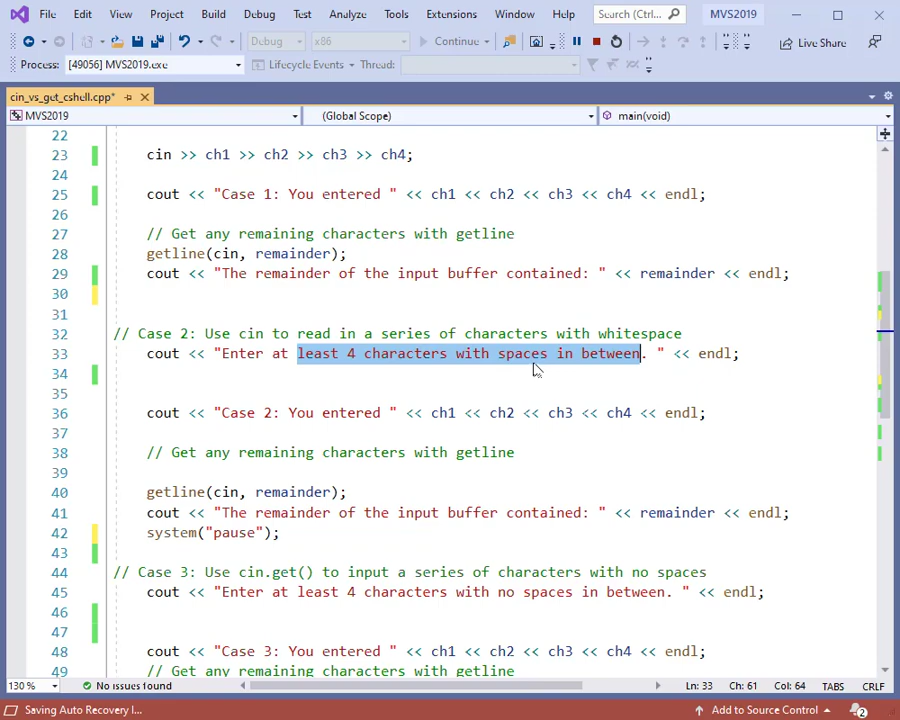 File Edit View Project Build Debug Test Analyze Tools Extensions Window Help Search (Ctrl... MVS2019
Debug x86 Continue Live Share
Process: [49056] MVS2019.exe Lifecycle Events Thread:
cin_vs_get_cshell.cpp*
MVS2019 (Global Scope) main(void)
22
23 cin >> ch1 >> ch2 >> ch3 >> ch4;
24
25 cout << "Case 1: You entered " << ch1 << ch2 << ch3 << ch4 << endl;
26
27 // Get any remaining characters with getline
28 getline(cin, remainder);
29 cout << "The remainder of the input buffer contained: " << remainder << endl;
30
31
32 // Case 2: Use cin to read in a series of characters with whitespace
33 cout << "Enter at least 4 characters with spaces in between. " << endl;
34
35
36 cout << "Case 2: You entered " << ch1 << ch2 << ch3 << ch4 << endl;
37
38 // Get any remaining characters with getline
39
40 getline(cin, remainder);
41 cout << "The remainder of the input buffer contained: " << remainder << endl;
42 system("pause");
43
44 // Case 3: Use cin.get() to input a series of characters with no spaces
45 cout << "Enter at least 4 characters with no spaces in between. " << endl;
46
47
48 cout << "Case 3: You entered " << ch1 << ch2 << ch3 << ch4 << endl;
49 // Get any remaining characters with getline
130 % No issues found Ln: 33 Ch: 61 Col: 64 TABS CRLF
Saving Auto Recovery I... Add to Source Control 2